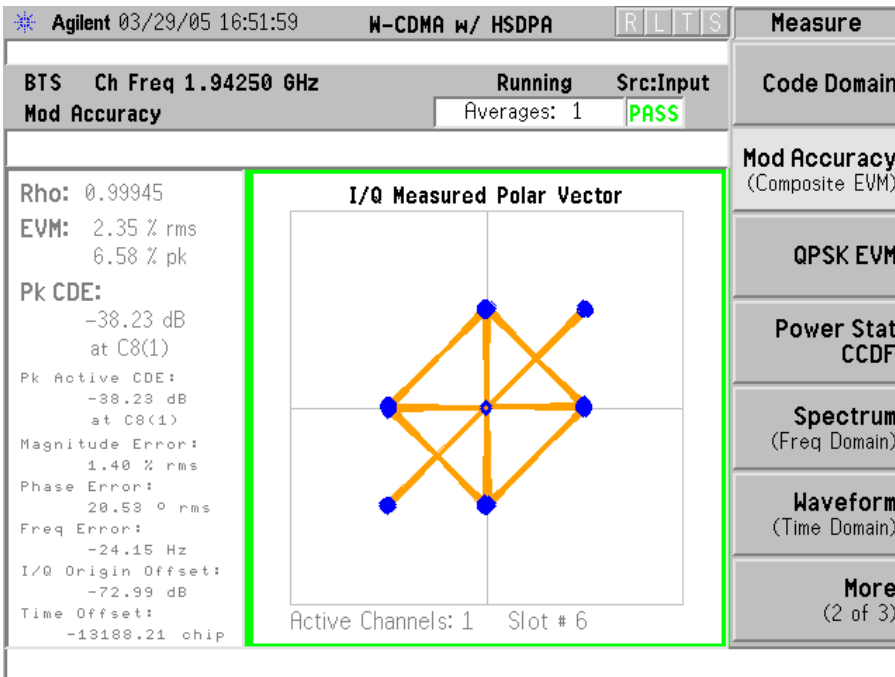 Agilent 03/29/05 16:51:59 W-CDMA w/ HSDPA R L T S
Measure
BTS Ch Freq 1.94250 GHz Running Src:Input
Mod Accuracy Averages: 1 PASS
Code Domain
Mod Accuracy
(Composite EVM)
QPSK EVM
Power Stat
CCDF
Spectrum
(Freq Domain)
Waveform
(Time Domain)
More
(2 of 3)
Rho: 0.99945
EVM: 2.35 % rms
6.58 % pk
Pk CDE:
-38.23 dB
at C8(1)
Pk Active CDE:
-38.23 dB
at C8(1)
Magnitude Error:
1.40 % rms
Phase Error:
20.53 º rms
Freq Error:
-24.15 Hz
I/Q Origin Offset:
-72.99 dB
Time Offset:
-13188.21 chip
I/Q Measured Polar Vector
Active Channels: 1 Slot # 6